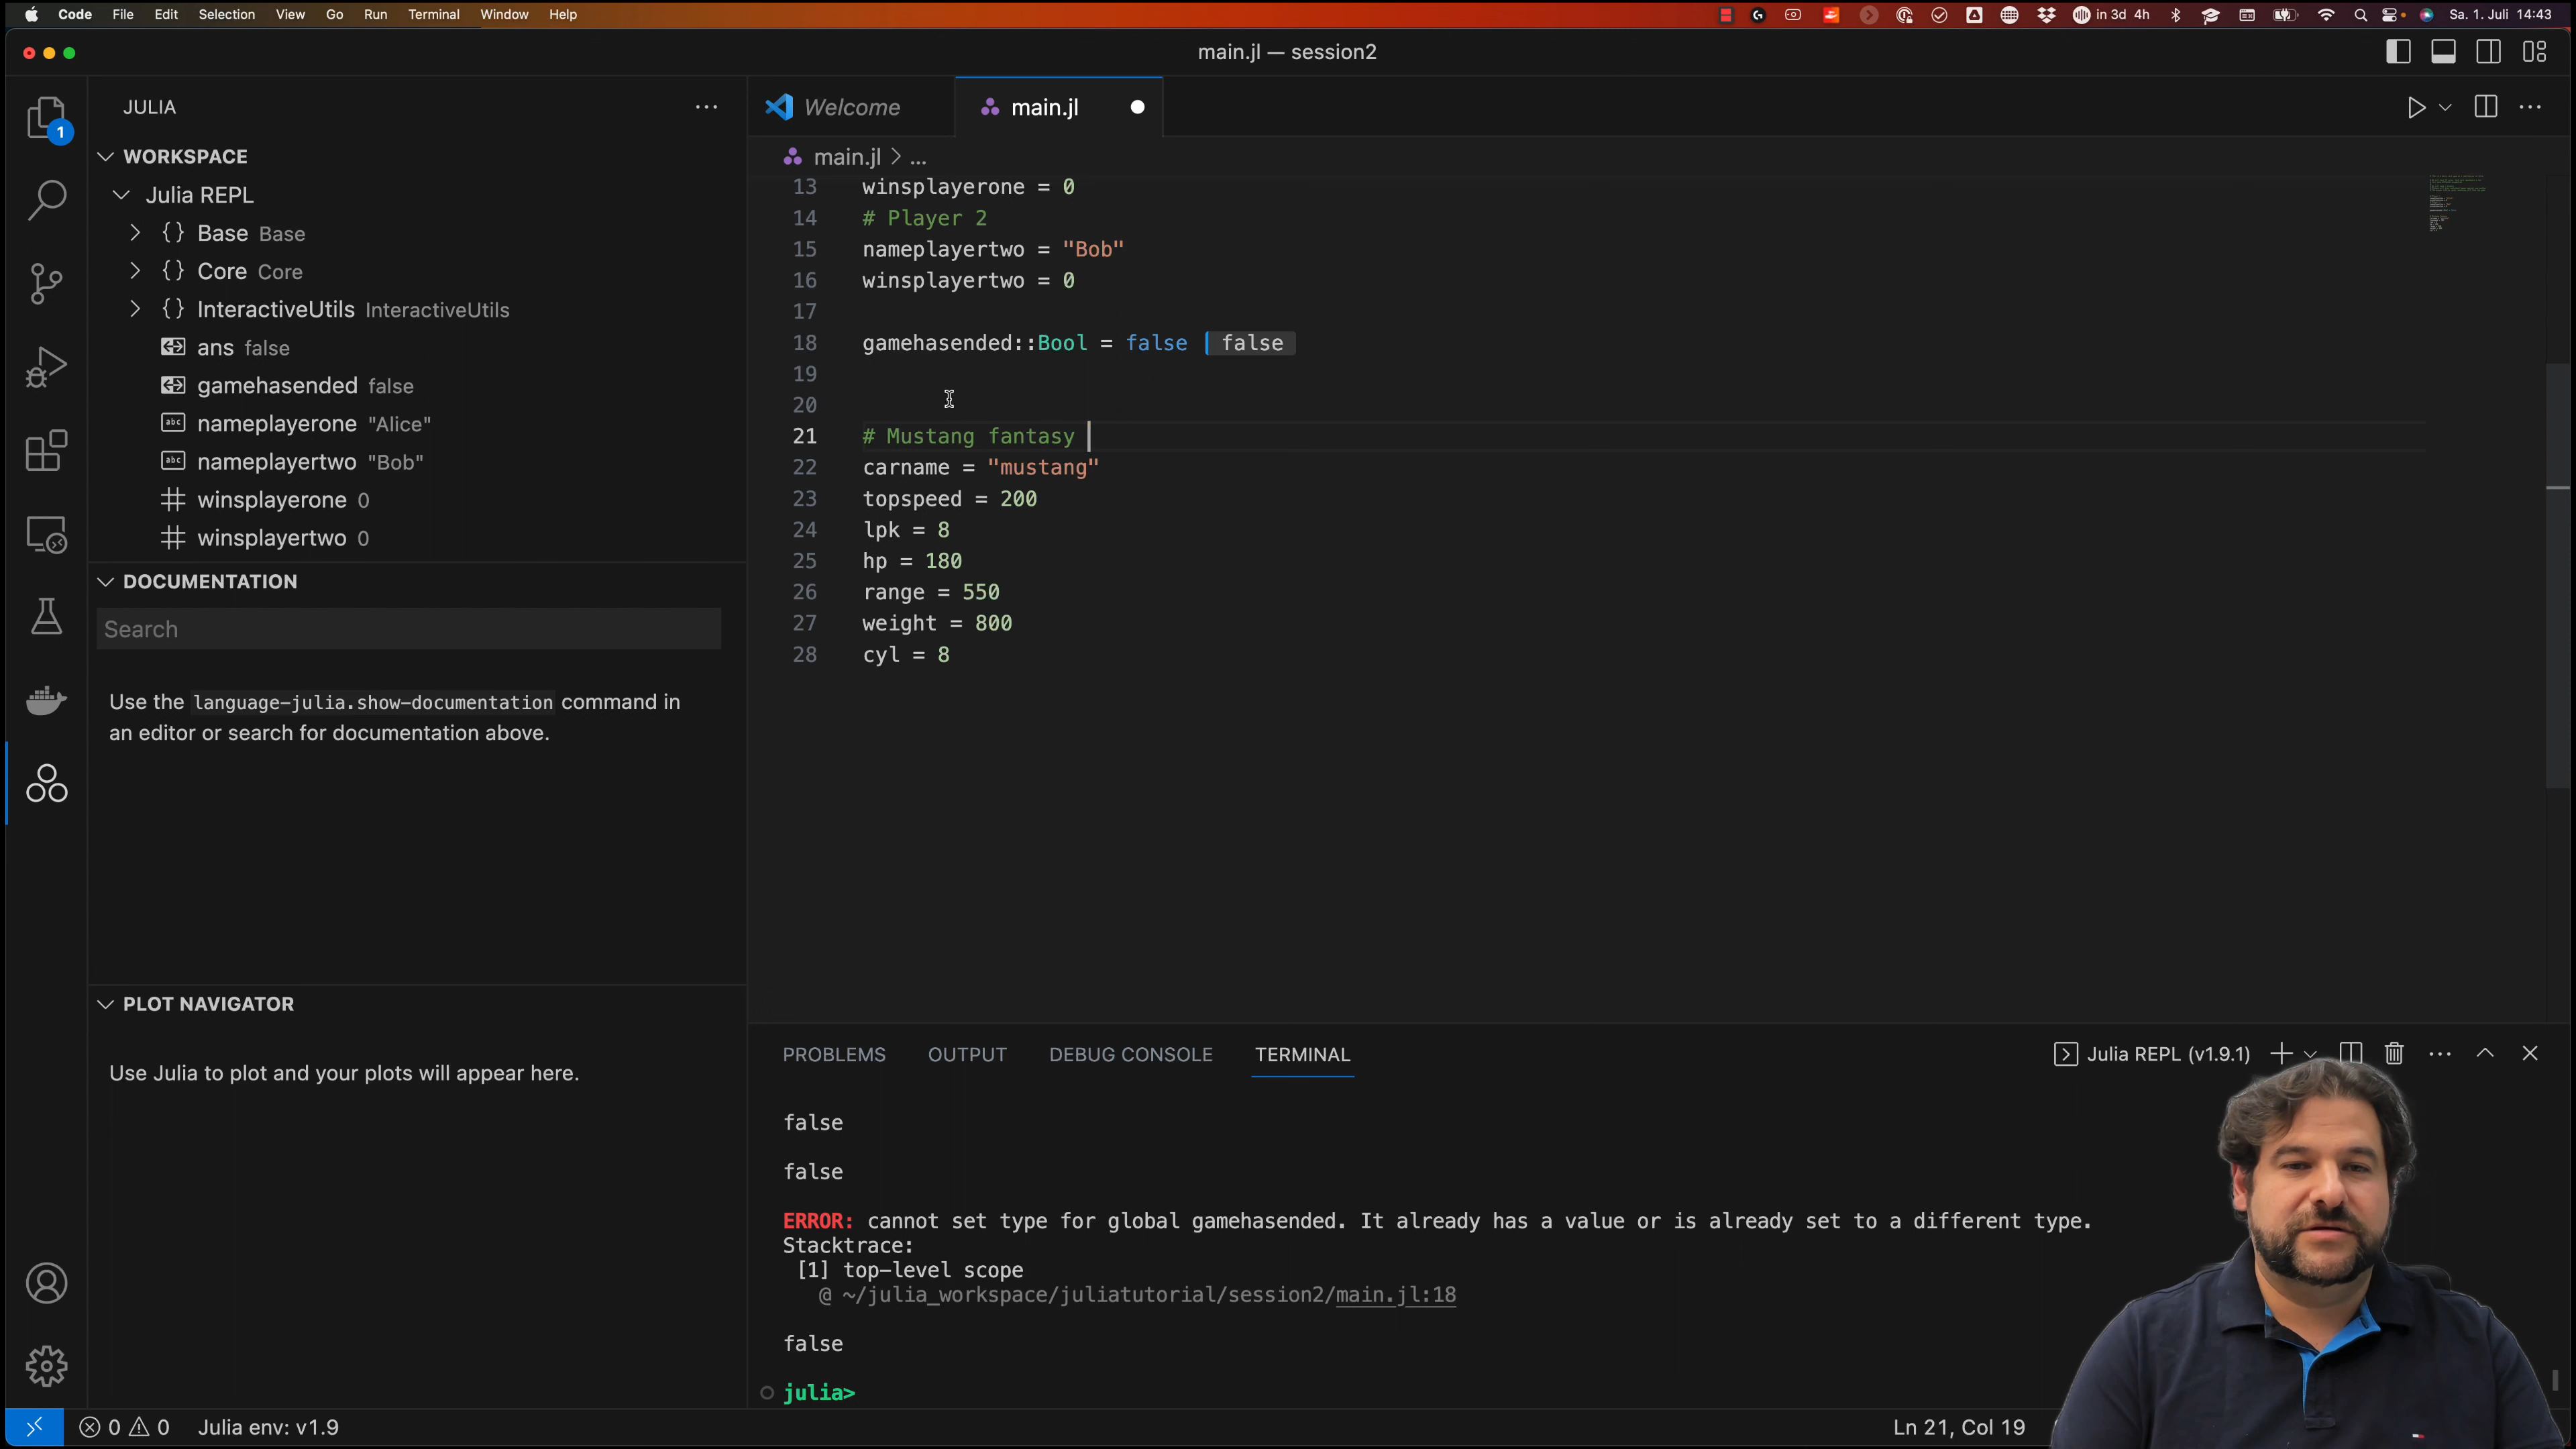 Code File Edit Selection View Go Run Terminal Window Help in 3d 4h Sa. 1. Juli 14:43
main.jl — session2
1
JULIA
WORKSPACE
Julia REPL
{} Base Base
{} Core Core
{} InteractiveUtils InteractiveUtils
ans false
gamehasended false
abc nameplayerone "Alice"
abc nameplayertwo "Bob"
winsplayerone 0
winsplayertwo 0
DOCUMENTATION
Search
Use the language-julia.show-documentation command in
an editor or search for documentation above.
PLOT NAVIGATOR
Use Julia to plot and your plots will appear here.
Welcome main.jl
main.jl > ...
13 winsplayerone = 0
14 # Player 2
15 nameplayertwo = "Bob"
16 winsplayertwo = 0
17
18 gamehasended::Bool = false false
19
20
21 # Mustang fantasy
22 carname = "mustang"
23 topspeed = 200
24 lpk = 8
25 hp = 180
26 range = 550
27 weight = 800
28 cyl = 8
PROBLEMS OUTPUT DEBUG CONSOLE TERMINAL Julia REPL (v1.9.1)
false
false
ERROR: cannot set type for global gamehasended. It already has a value or is already set to a different type.
Stacktrace:
[1] top-level scope
@ ~/julia_workspace/juliatutorial/session2/main.jl:18
false
julia>
0 0 Julia env: v1.9 Ln 21, Col 19